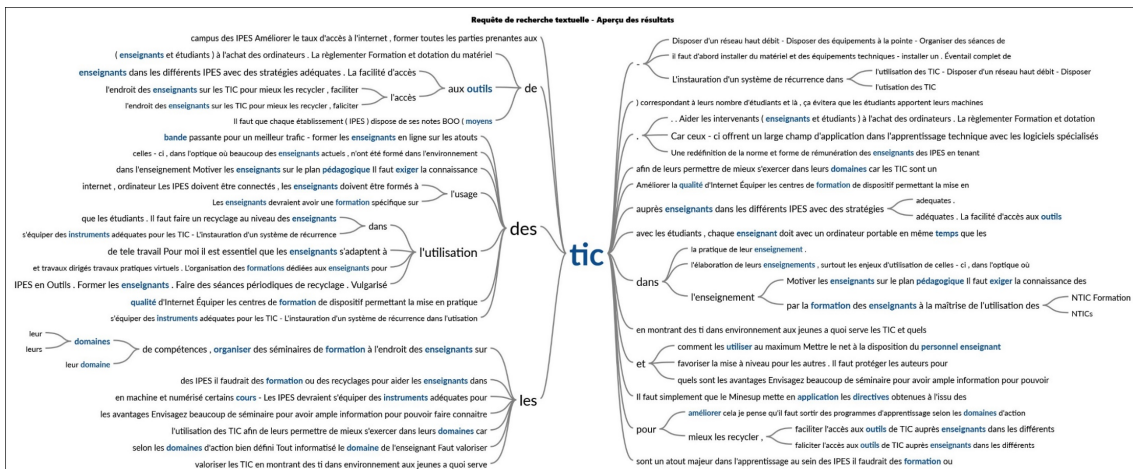 Requête de recherche textuelle - Aperçu des résultats
campus des IPES Améliorer le taux d'accès à l'internet , former toutes les parties prenantes aux
( enseignants et étudiants ) à l'achat des ordinateurs . La règlementer Formation et dotation du matériel
enseignants dans les différents IPES avec des stratégies adéquates . La facilité d'accès
l'endroit des enseignants sur les TIC pour mieux les recycler , faciliter
l'endroit des enseignants sur les TIC pour mieux les recycler , faliciter
l'accès
aux outils
Il faut que chaque établissement ( IPES ) dispose de ses notes BOO ( moyens
de
bande passante pour un meilleur trafic - former les enseignants en ligne sur les atouts
celles - ci , dans l'optique où beaucoup des enseignants actuels , n'ont été formé dans l'environnement
dans l'enseignement Motiver les enseignants sur le plan pédagogique Il faut exiger la connaissance
internet , ordinateur Les IPES doivent être connectés , les enseignants doivent être formés à
Les enseignants devraient avoir une formation spécifique sur
l'usage
que les étudiants . Il faut faire un recyclage au niveau des enseignants
s'équiper des instruments adéquates pour les TIC - L'instauration d'un système de récurrence
dans
de tele travail Pour moi il est essentiel que les enseignants s'adaptent à
et travaux dirigés travaux pratiques virtuels . L'organisation des formations dédiées aux enseignants pour
IPES en Outils . Former les enseignants . Faire des séances périodiques de recyclage . Vulgarisé
l'utilisation
qualité d'Internet Équiper les centres de formation de dispositif permettant la mise en pratique
s'équiper des instruments adéquates pour les TIC - L'instauration d'un système de récurrence dans l'utisation
des
leur
leurs
domaines
leur domaine
de compétences , organiser des séminaires de formation à l'endroit des enseignants sur
des IPES il faudrait des formation ou des recyclages pour aider les enseignants dans
en machine et numérisé certains cours - Les IPES devraient s'équiper des instruments adéquates pour
les avantages Envisagez beaucoup de séminaire pour avoir ample information pour pouvoir faire connaitre
l'utilisation des TIC afin de leurs permettre de mieux s'exercer dans leurs domaines car
selon les domaines d'action bien défini Tout informatisé le domaine de l'enseignant Faut valoriser
valoriser les TIC en montrant des ti dans environnement aux jeunes a quoi serve
les
tic
-
Disposer d'un réseau haut débit - Disposer des équipements à la pointe - Organiser des séances de
il faut d'abord installer du matériel et des équipements techniques - installer un . Éventail complet de
L'instauration d'un système de récurrence dans
l'utilisation des TIC - Disposer d'un réseau haut débit - Disposer
l'utisation des TIC
) correspondant à leurs nombre d'étudiants et là , ça évitera que les étudiants apportent leurs machines
.
. . Aider les intervenants ( enseignants et étudiants ) à l'achat des ordinateurs . La règlementer Formation et dotation
Car ceux - ci offrent un large champ d'application dans l'apprentissage technique avec les logiciels spécialisés
Une redéfinition de la norme et forme de rémunération des enseignants des IPES en tenant
afin de leurs permettre de mieux s'exercer dans leurs domaines car les TIC sont un
Améliorer la qualité d'Internet Équiper les centres de formation de dispositif permettant la mise en
auprès enseignants dans les différents IPES avec des stratégies
adequates .
adéquates . La facilité d'accès aux outils
avec les étudiants , chaque enseignant doit avec un ordinateur portable en même temps que les
dans
la pratique de leur enseignement .
l'élaboration de leurs enseignements , surtout les enjeux d'utilisation de celles - ci , dans l'optique où
l'enseignement
Motiver les enseignants sur le plan pédagogique Il faut exiger la connaissance des
par la formation des enseignants à la maîtrise de l'utilisation des
NTIC Formation
NTICs
en montrant des ti dans environnement aux jeunes a quoi serve les TIC et quels
et
comment les utiliser au maximum Mettre le net à la disposition du personnel enseignant
favoriser la mise à niveau pour les autres . Il faut protéger les auteurs pour
quels sont les avantages Envisagez beaucoup de séminaire pour avoir ample information pour pouvoir
Il faut simplement que le Minesup mette en application les directives obtenues à l'issu des
pour
améliorer cela je pense qu'il faut sortir des programmes d'apprentissage selon les domaines d'action
mieux les recycler ,
faciliter l'accès aux outils de TIC auprès enseignants dans les différents
faliciter l'accès aux outils de TIC auprès enseignants dans les différents
sont un atout majeur dans l'apprentissage au sein des IPES il faudrait des formation ou